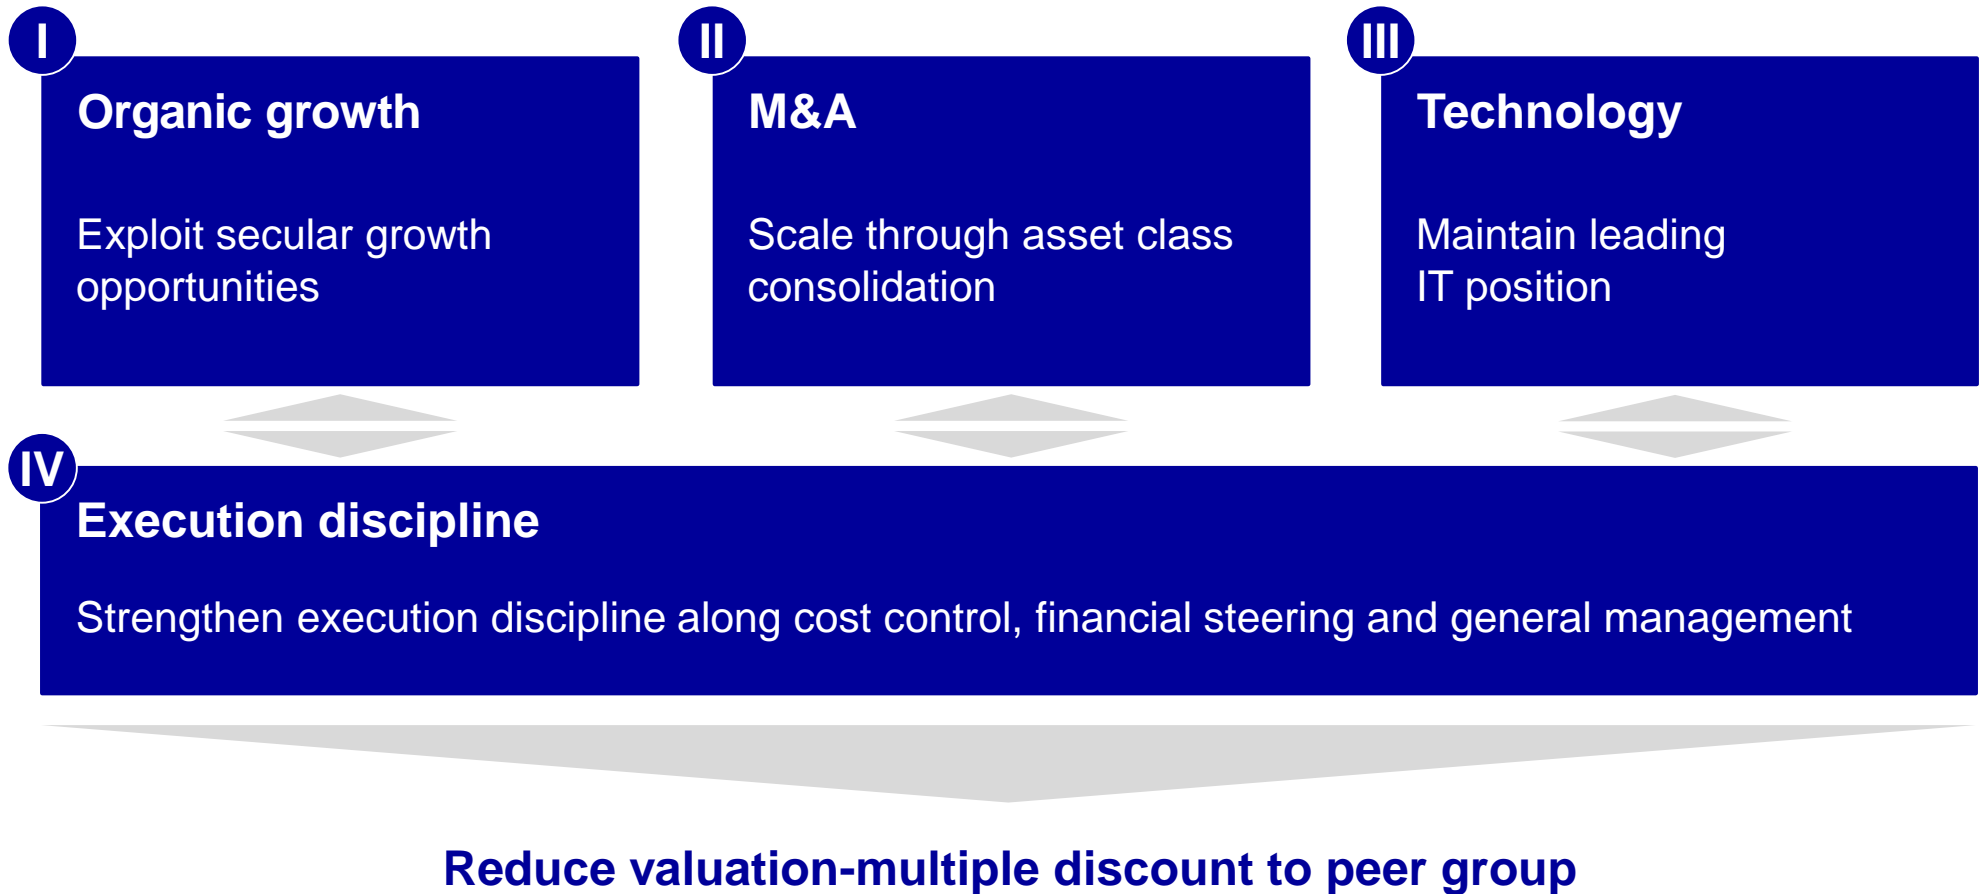 I
Organic growth
Exploit secular growth
opportunities
II
M&A
Scale through asset class
consolidation
III
Technology
Maintain leading
IT position
IV
Execution discipline
Strengthen execution discipline along cost control, financial steering and general management
Reduce valuation-multiple discount to peer group